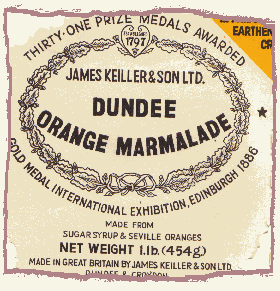 THIRTY-ONE PRIZE MEDALS AWARDED
EARTHEN
CR
ESTABLISHED
1797
JAMES KEILLER & SON LTD.
DUNDEE
ORANGE MARMALADE
GOLD MEDAL INTERNATIONAL EXHIBITION, EDINBURGH 1886
MADE FROM
SUGAR SYRUP & SEVILLE ORANGES
NET WEIGHT 1.lb.(454g)
MADE IN GREAT BRITAIN BY JAMES KEILLER & SON LTD.
DUNDEE & CROYDON